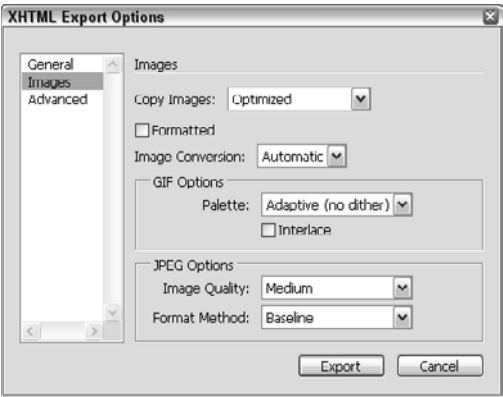 XHTML Export Options
General
Images
Advanced
Images
Copy Images: Optimized
Formatted
Image Conversion: Automatic
GIF Options
Palette: Adaptive (no dither)
Interlace
JPEG Options
Image Quality: Medium
Format Method: Baseline
Export Cancel